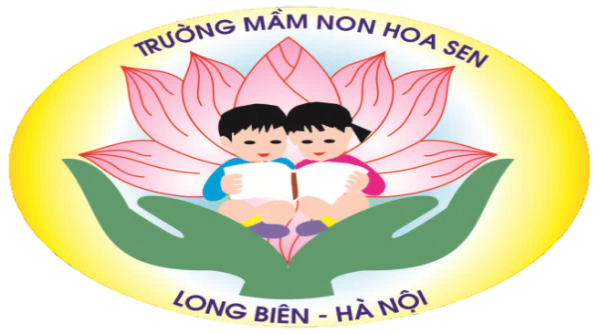 TRƯỜNG MẦM NON HOA SEN
LONG BIÊN - HÀ NỘI